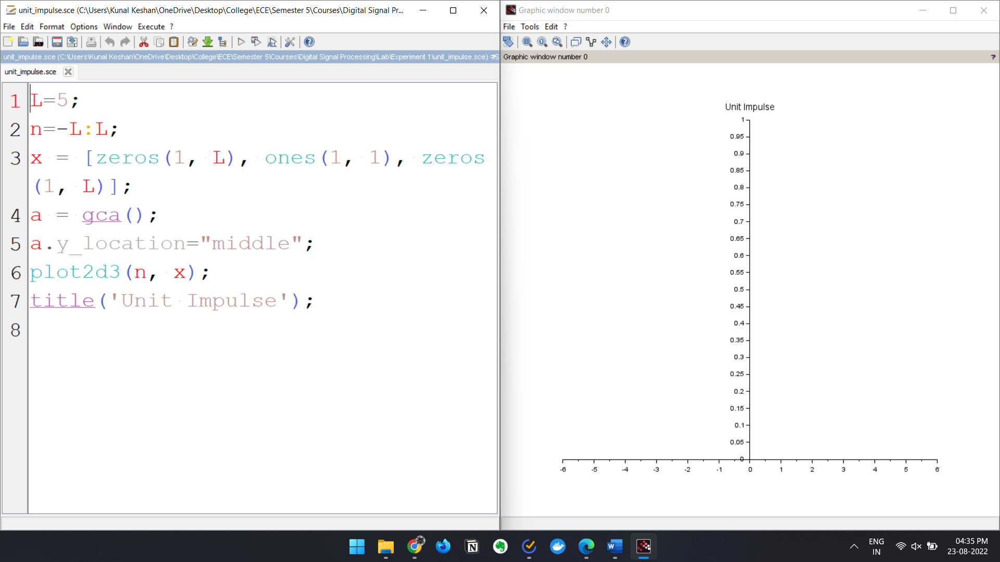 unit_impulse.sce (C:\Users\Kunal Keshan\OneDrive\Desktop\College\ECE\Semester 5\Courses\Digital Signal Pr...
File Edit Format Options Window Execute ?
unit_impulse.sce (C:\Users\Kunal Keshan\OneDrive\Desktop\College\ECE\Semester 5\Courses\Digital Signal Processing\Lab\Experiment 1\unit_impulse.sce)
unit_impulse.sce
1 L=5;
2 n=-L:L;
3 x = [zeros(1, L), ones(1, 1), zeros
(1, L)];
4 a = gca();
5 a.y_location="middle";
6 plot2d3(n, x);
7 title('Unit Impulse');
8
Graphic window number 0
File Tools Edit ?
Graphic window number 0 ?
Unit Impulse
1
0.95
0.9
0.85
0.8
0.75
0.7
0.65
0.6
0.55
0.5
0.45
0.4
0.35
0.3
0.25
0.2
0.15
0.1
0.05
0
-6 -5 -4 -3 -2 -1 0 1 2 3 4 5 6
ENG
IN
04:35 PM
23-08-2022